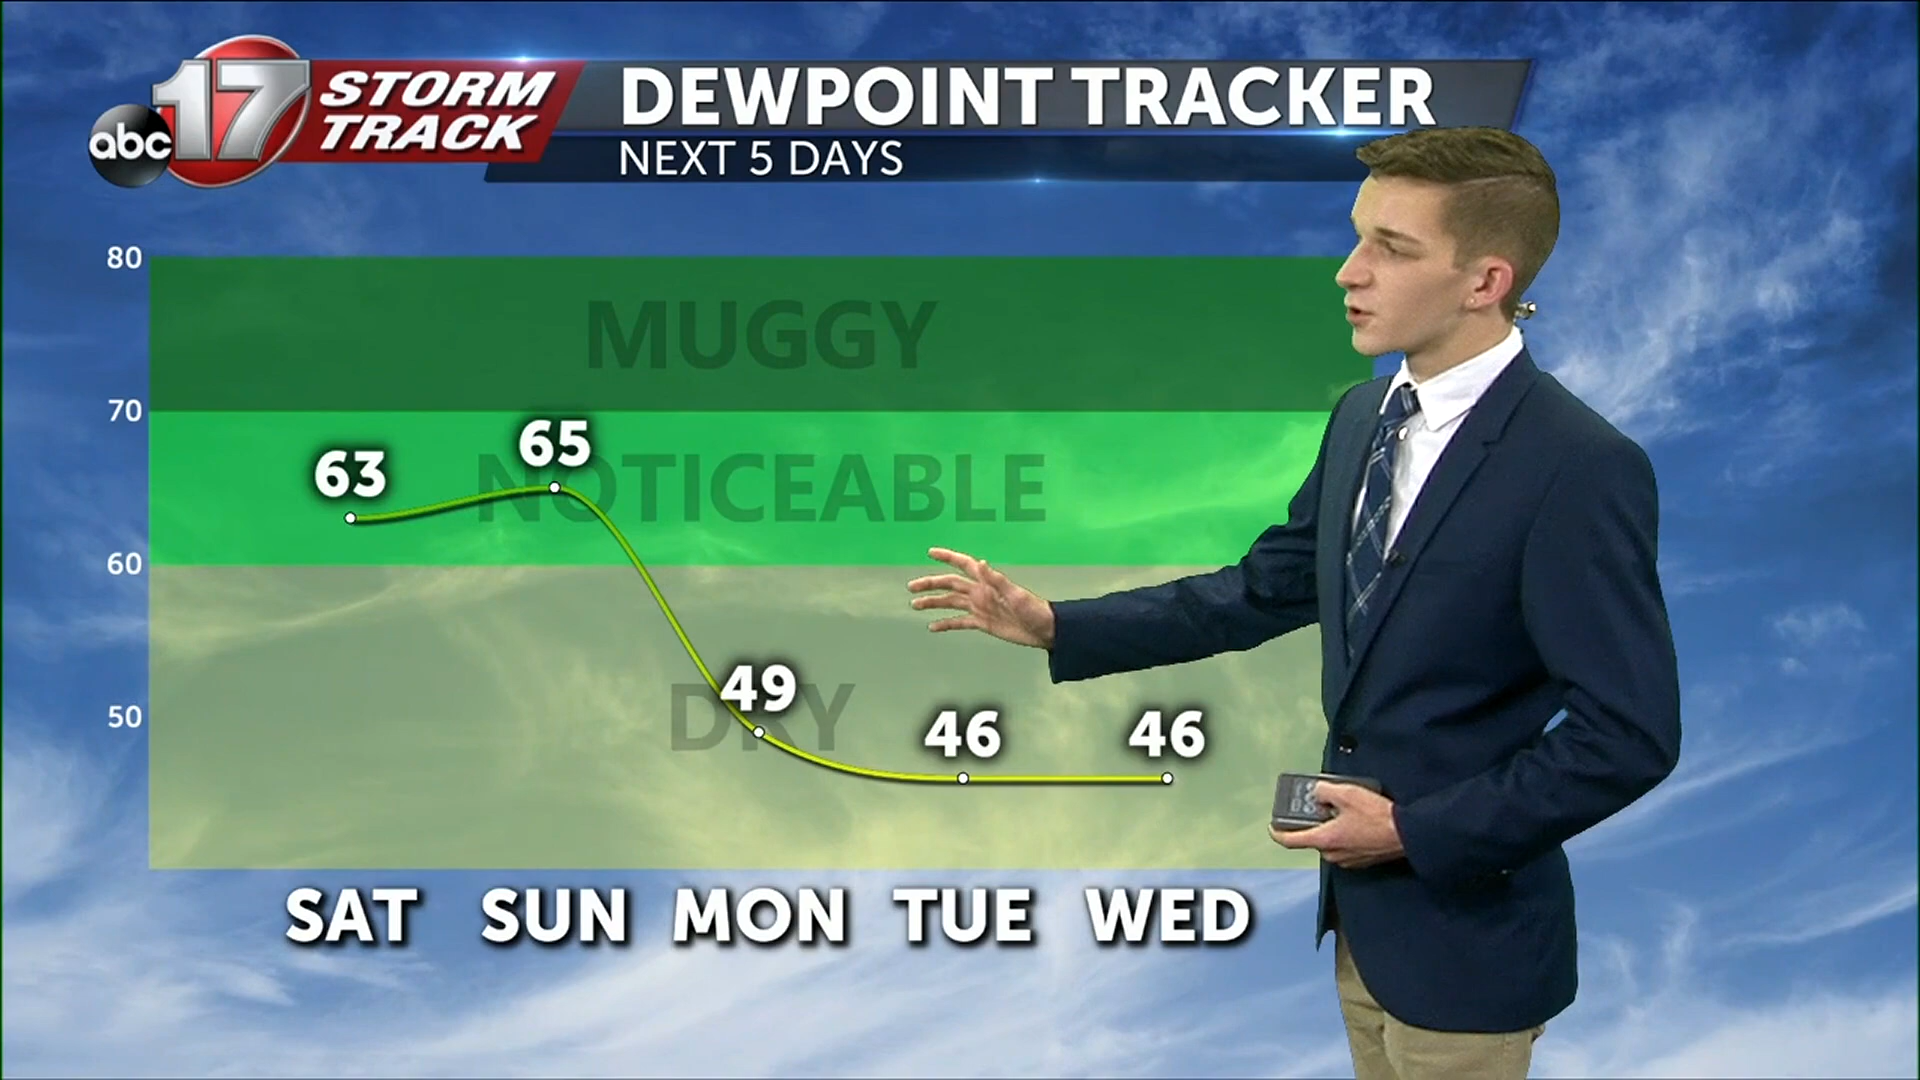 abc
17
STORM
TRACK
DEWPOINT TRACKER
NEXT 5 DAYS
80
MUGGY
70
63
65
NOTICEABLE
60
49
DRY
50
46
46
SAT SUN MON TUE WED